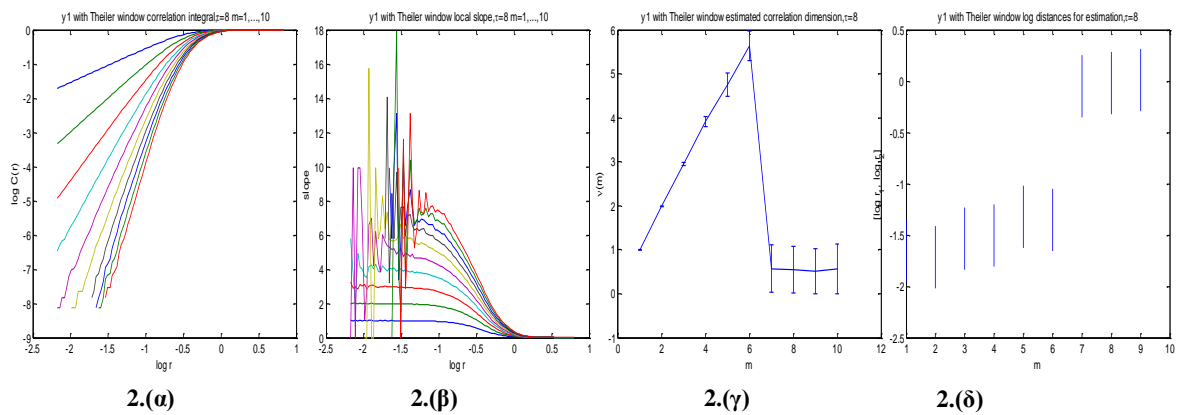 y1 with Theiler window correlation integral,τ=8 m=1,...,10
0
-1
-2
-3
-4
-5
-6
-7
-8
-9
log C(r)
-2.5 -2 -1.5 -1 -0.5 0 0.5 1
log r
2.(α)
y1 with Theiler window local slope,τ=8 m=1,...,10
18
16
14
12
10
8
6
4
2
0
slope
-2.5 -2 -1.5 -1 -0.5 0 0.5 1
log r
2.(β)
y1 with Theiler window estimated correlation dimension,τ=8
6
5
4
3
2
1
0
-1
ν(m)
0 2 4 6 8 10 12
m
2.(γ)
y1 with Theiler window log distances for estimation,τ=8
0.5
0
-0.5
-1
-1.5
-2
-2.5
[log r1 , log r2]
1 2 3 4 5 6 7 8 9 10
m
2.(δ)